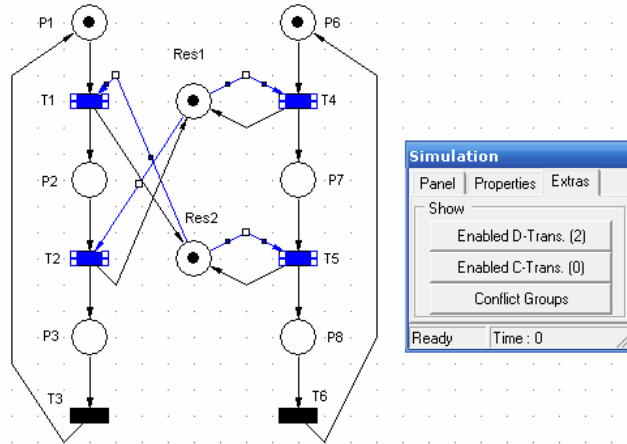 P1
P6
Res1
T1
T4
P2
P7
Res2
T2
T5
P3
P8
T3
T6
Simulation
Panel
Properties
Extras
Show
Enabled D-Trans. (2)
Enabled C-Trans. (0)
Conflict Groups
Ready
Time : 0